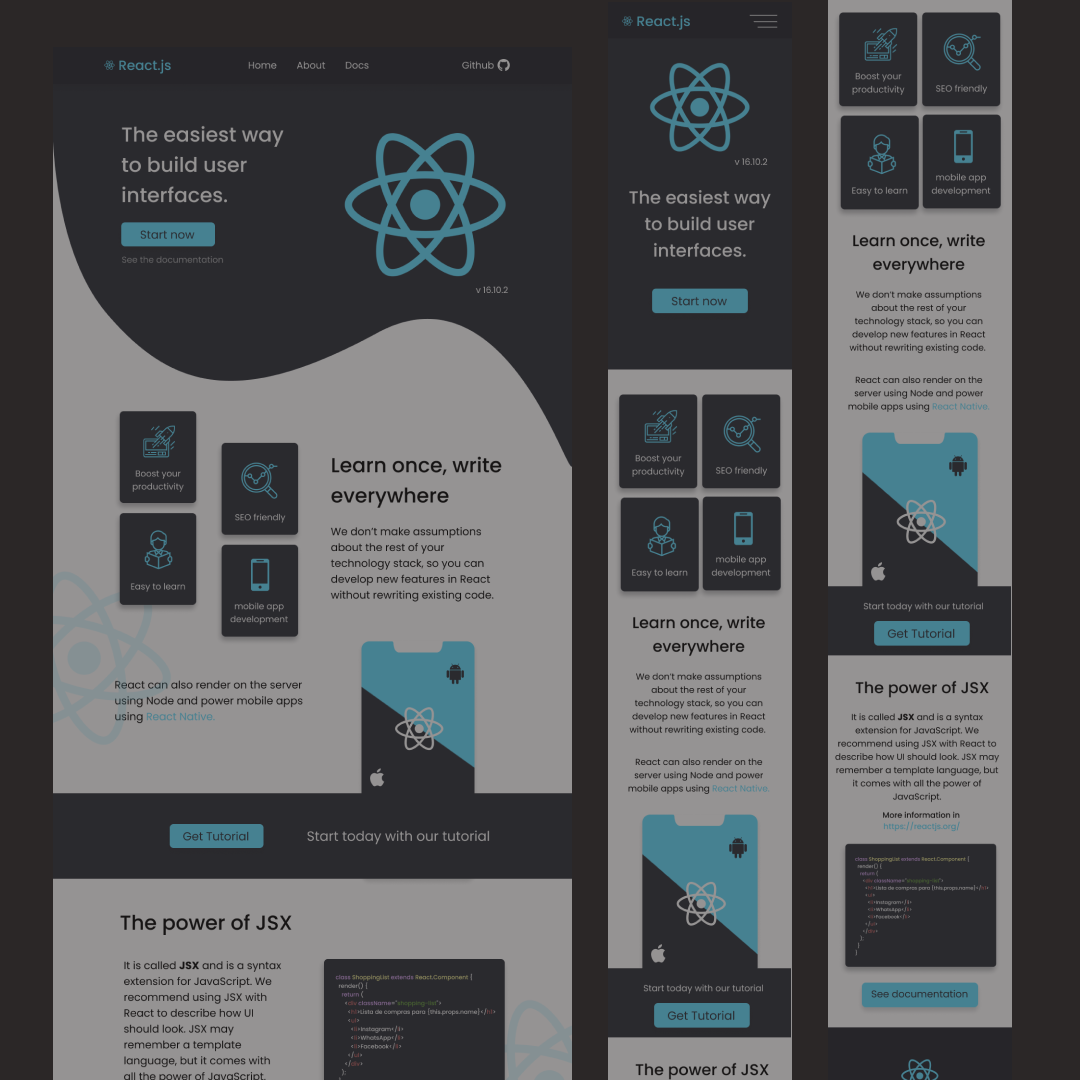 React.js
Home About Docs
Github
The easiest way
to build user
interfaces.
Start now
See the documentation
v 16.10.2
Boost your
productivity
SEO friendly
Easy to learn
mobile app
development
Learn once, write
everywhere
We don’t make assumptions
about the rest of your
technology stack, so you can
develop new features in React
without rewriting existing code.
React can also render on the server
using Node and power mobile apps
using React Native.
Get Tutorial
Start today with our tutorial
The power of JSX
It is called JSX and is a syntax
extension for JavaScript. We
recommend using JSX with
React to describe how UI
should look. JSX may
remember a template
language, but it comes with
all the power of JavaScript.
class ShoppingList extends React.Component {
render() {
return (
<div className="shopping-list">
<h1>Lista de compras para {this.props.name}</h1>
<ul>
<li>Instagram</li>
<li>WhatsApp</li>
<li>Facebook</li>
</ul>
</div>
);
React.js
v 16.10.2
The easiest way
to build user
interfaces.
Start now
Boost your
productivity
SEO friendly
Easy to learn
mobile app
development
Learn once, write
everywhere
We don’t make assumptions
about the rest of your
technology stack, so you can
develop new features in React
without rewriting existing code.
React can also render on the
server using Node and power
mobile apps using React Native.
Start today with our tutorial
Get Tutorial
The power of JSX
Boost your
productivity
SEO friendly
Easy to learn
mobile app
development
Learn once, write
everywhere
We don’t make assumptions
about the rest of your
technology stack, so you can
develop new features in React
without rewriting existing code.
React can also render on the
server using Node and power
mobile apps using React Native.
Start today with our tutorial
Get Tutorial
The power of JSX
It is called JSX and is a syntax
extension for JavaScript. We
recommend using JSX with React to
describe how UI should look. JSX may
remember a template language, but
it comes with all the power of
JavaScript.
More information in
https://reactjs.org/
class ShoppingList extends React.Component {
render() {
return (
<div className="shopping-list">
<h1>Lista de compras para {this.props.name}</h1>
<ul>
<li>Instagram</li>
<li>WhatsApp</li>
<li>Facebook</li>
</ul>
</div>
);
}
}
See documentation